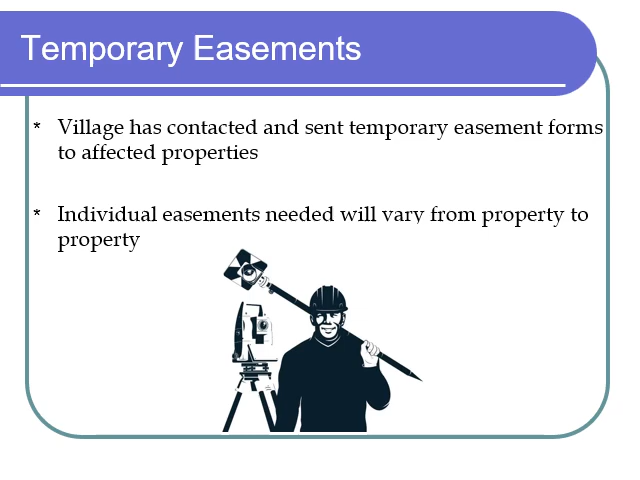 Temporary Easements
* Village has contacted and sent temporary easement forms
to affected properties
* Individual easements needed will vary from property to
property